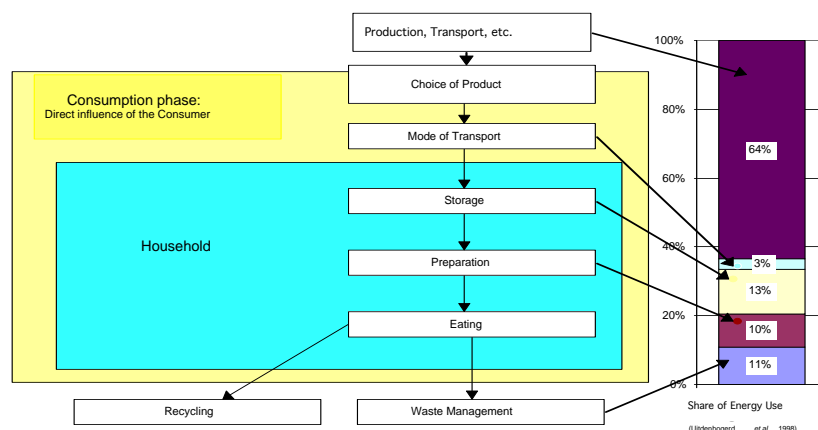 Production, Transport, etc.
Choice of Product
Consumption phase:
Direct influence of the Consumer
Mode of Transport
Storage
Household
Preparation
Eating
Recycling
Waste Management
100%
80%
60%
40%
20%
0%
64%
3%
13%
10%
11%
Share of Energy Use
et al. 1998)